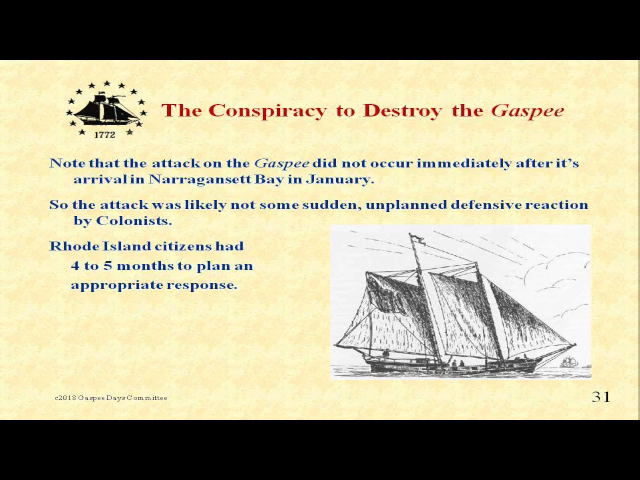 The Conspiracy to Destroy the Gaspee
1772
Note that the attack on the Gaspee did not occur immediately after it's
arrival in Narragansett Bay in January.
So the attack was likely not some sudden, unplanned defensive reaction
by Colonists.
Rhode Island citizens had
4 to 5 months to plan an
appropriate response.
c2018 Gaspee Days Committee
31